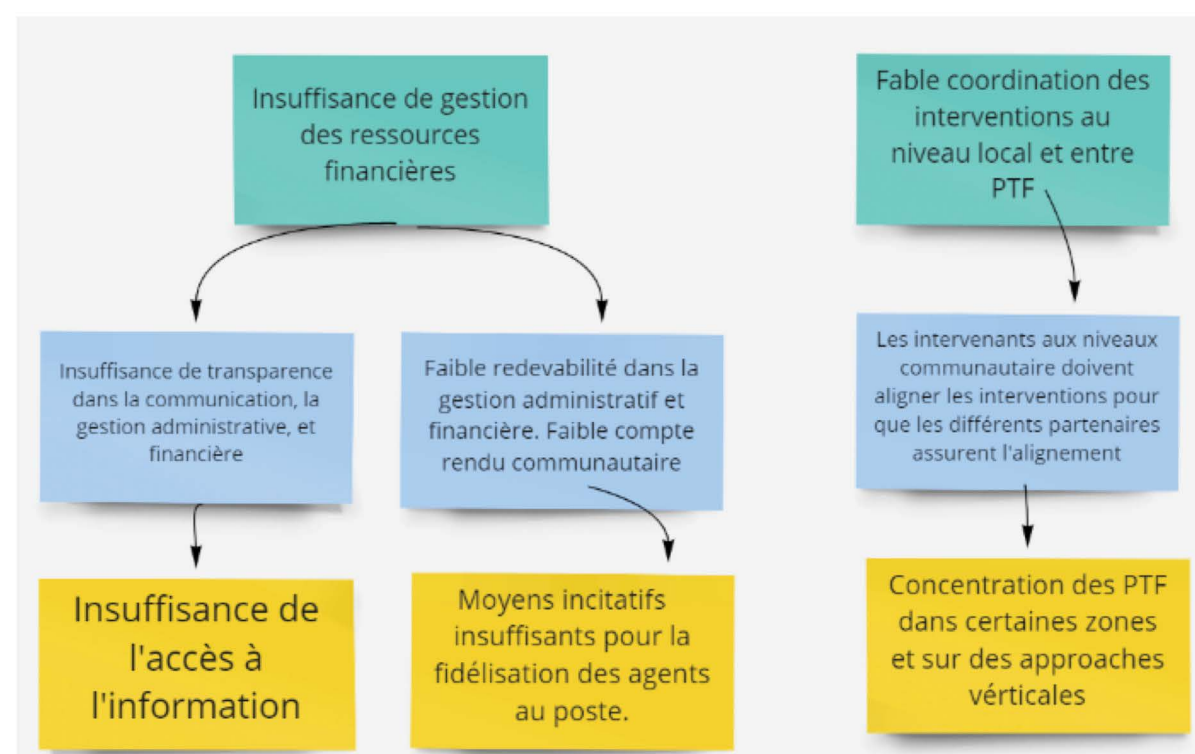 Insuffisance de gestion
des ressources
financières
Fable coordination des
interventions au
niveau local et entre
PTF
Insuffisance de transparence
dans la communication, la
gestion administrative, et
financière
Faible redevabilité dans la
gestion administratif et
financière. Faible compte
rendu communautaire
Les intervenants aux niveaux
communautaire doivent
aligner les interventions pour
que les différents partenaires
assurent l'alignement
Insuffisance de
l'accès à
l'information
Moyens incitatifs
insuffisants pour la
fidélisation des agents
au poste.
Concentration des PTF
dans certaines zones
et sur des approaches
vérticales